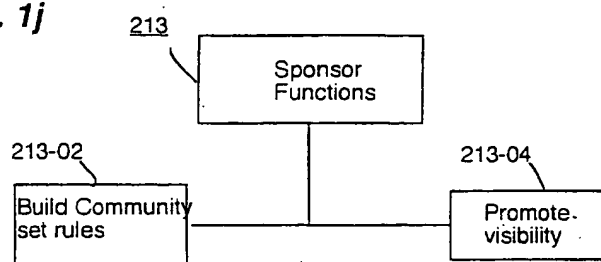 . 1j
213
Sponsor
Functions
213-02
213-04
Build Community
set rules
Promote
visibility